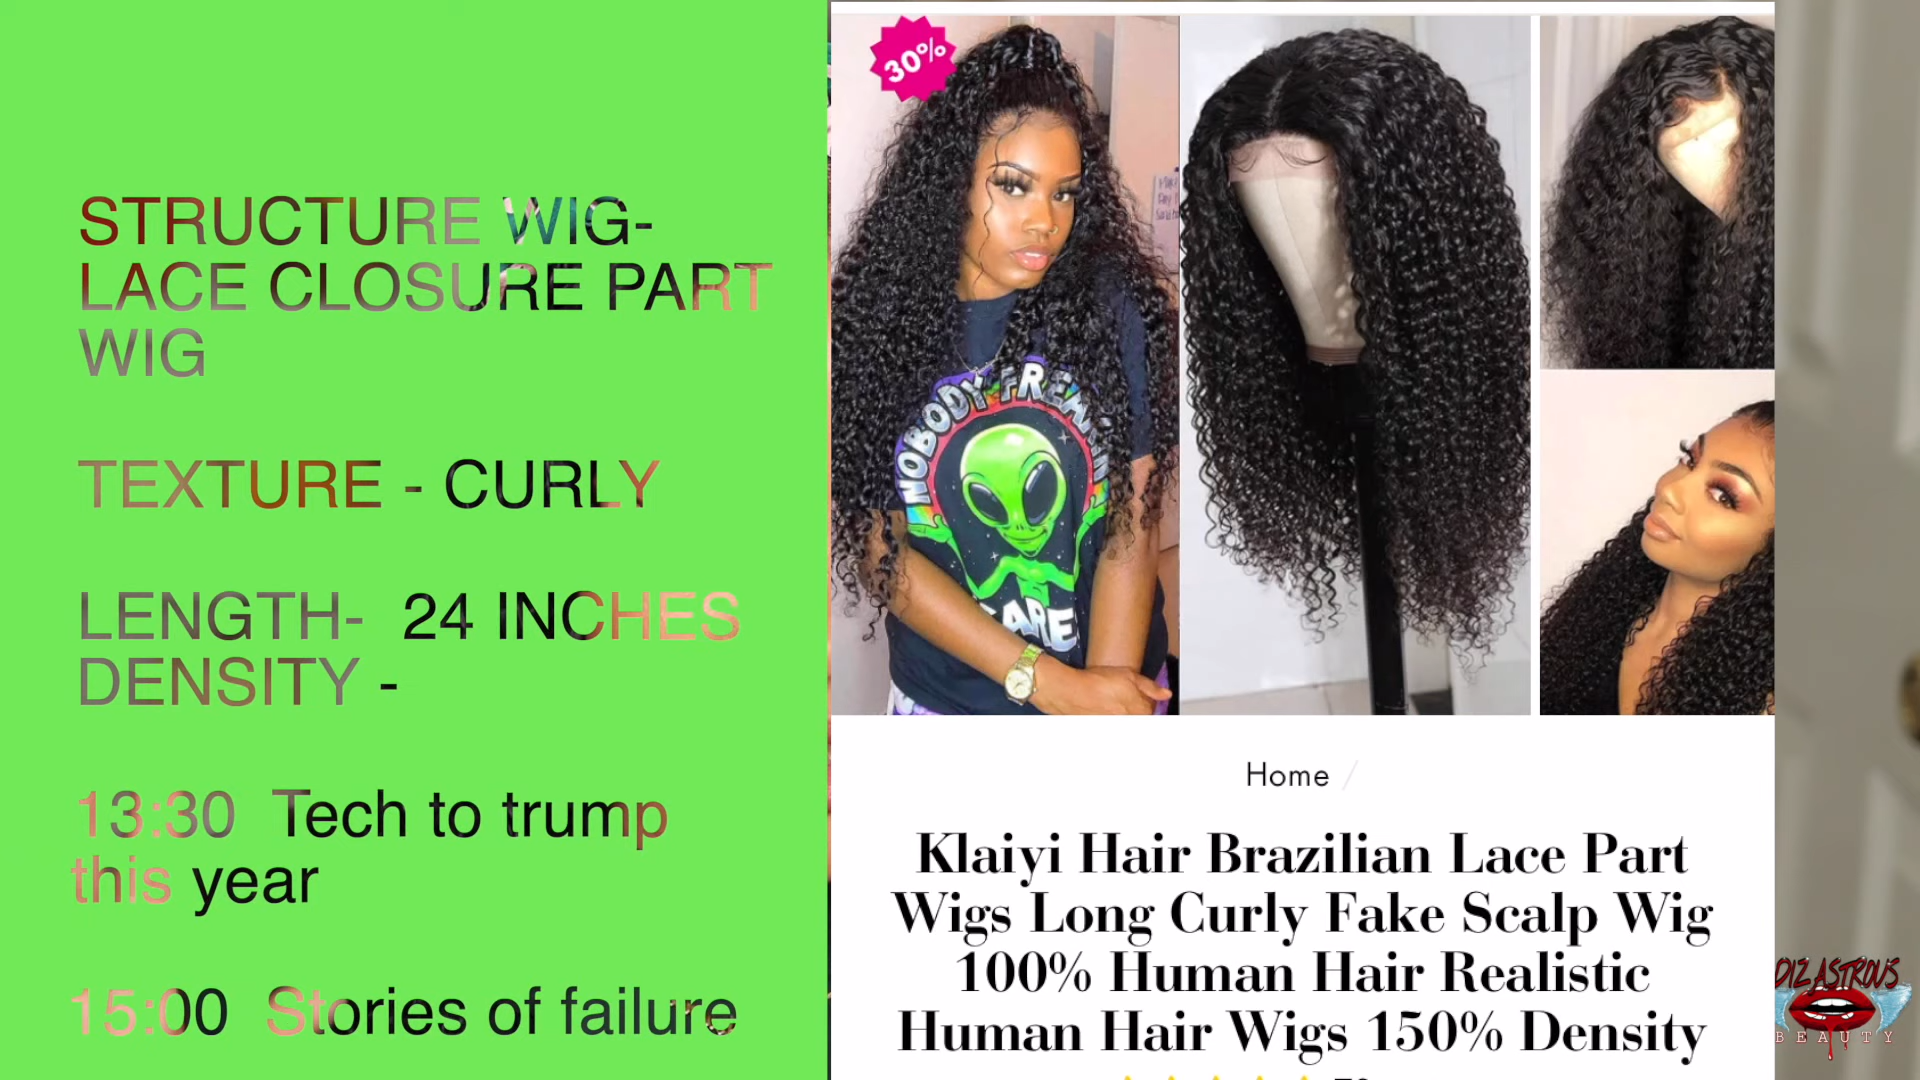 STRUCTURE WIG-
LACE CLOSURE PART
WIG
TEXTURE - CURLY
LENGTH- 24 INCHES
DENSITY -
13:30 Tech to trump
this year
15:00 Stories of failure
30%
NOBODY FREAKIN
CARE
Home /
Klaiyi Hair Brazilian Lace Part
Wigs Long Curly Fake Scalp Wig
100% Human Hair Realistic
Human Hair Wigs 150% Density
DIZASTROUS
BEAUTY